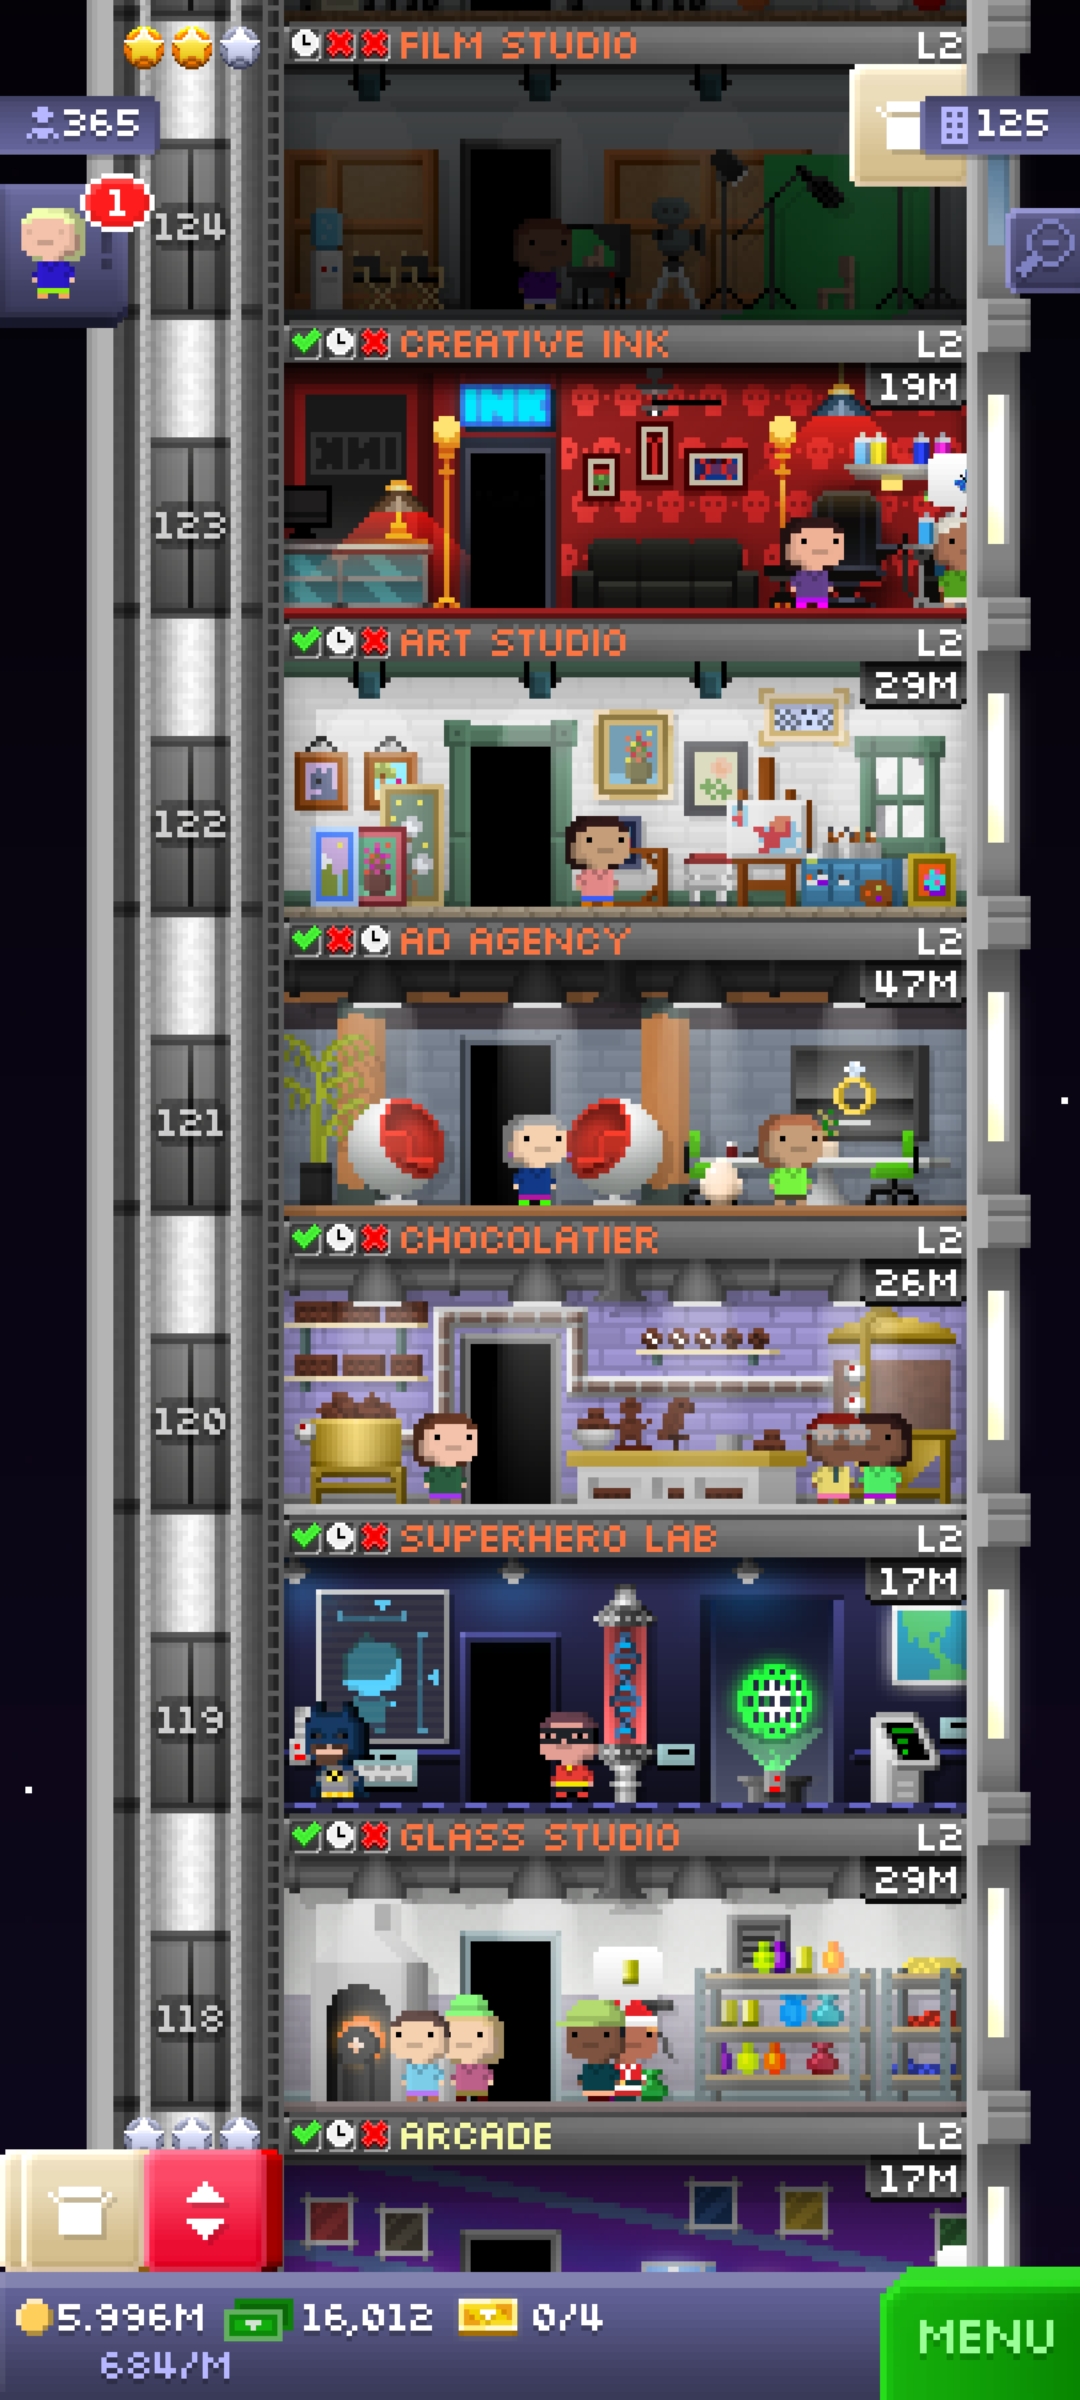 FILM STUDIO L2
365
125
1
124
CREATIVE INK L2
19M
INK
123
ART STUDIO L2
29M
122
AD AGENCY L2
47M
121
CHOCOLATIER L2
26M
120
SUPERHERO LAB L2
17M
119
GLASS STUDIO L2
29M
118
ARCADE L2
17M
5.996M 16,012 0/4
684/M
MENU